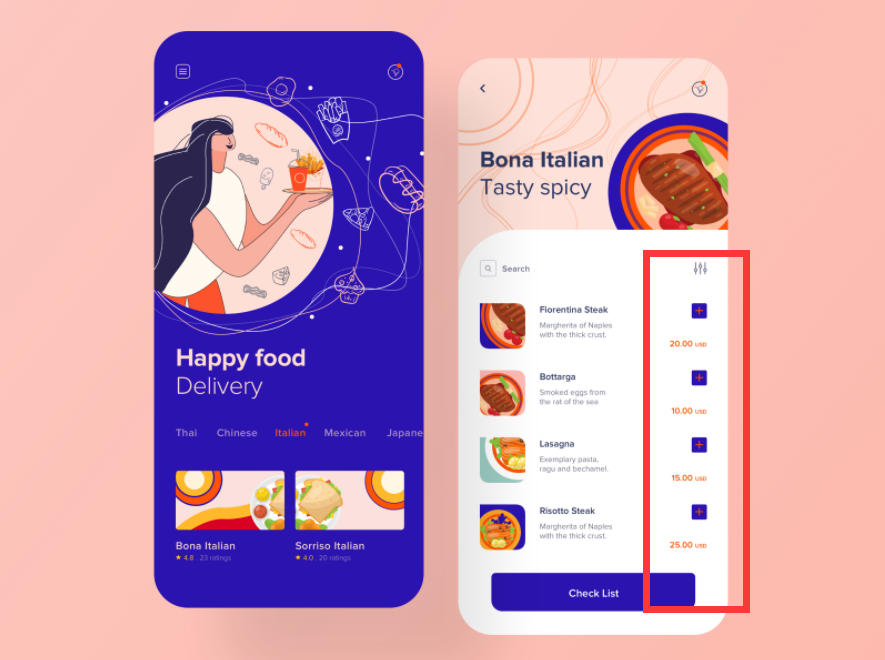 Happy food
Delivery
Thai Chinese Italian Mexican Japane
Bona Italian
★ 4.8 . 23 ratings
Sorriso Italian
★ 4.0 . 20 ratings
Bona Italian
Tasty spicy
Search
Fiorentina Steak
Margherita of Naples
with the thick crust.
20.00 USD
Bottarga
Smoked eggs from
the rat of the sea
10.00 USD
Lasagna
Exemplary pasta,
ragu and bechamel.
15.00 USD
Risotto Steak
Margherita of Naples
with the thick crust.
25.00 USD
Check List